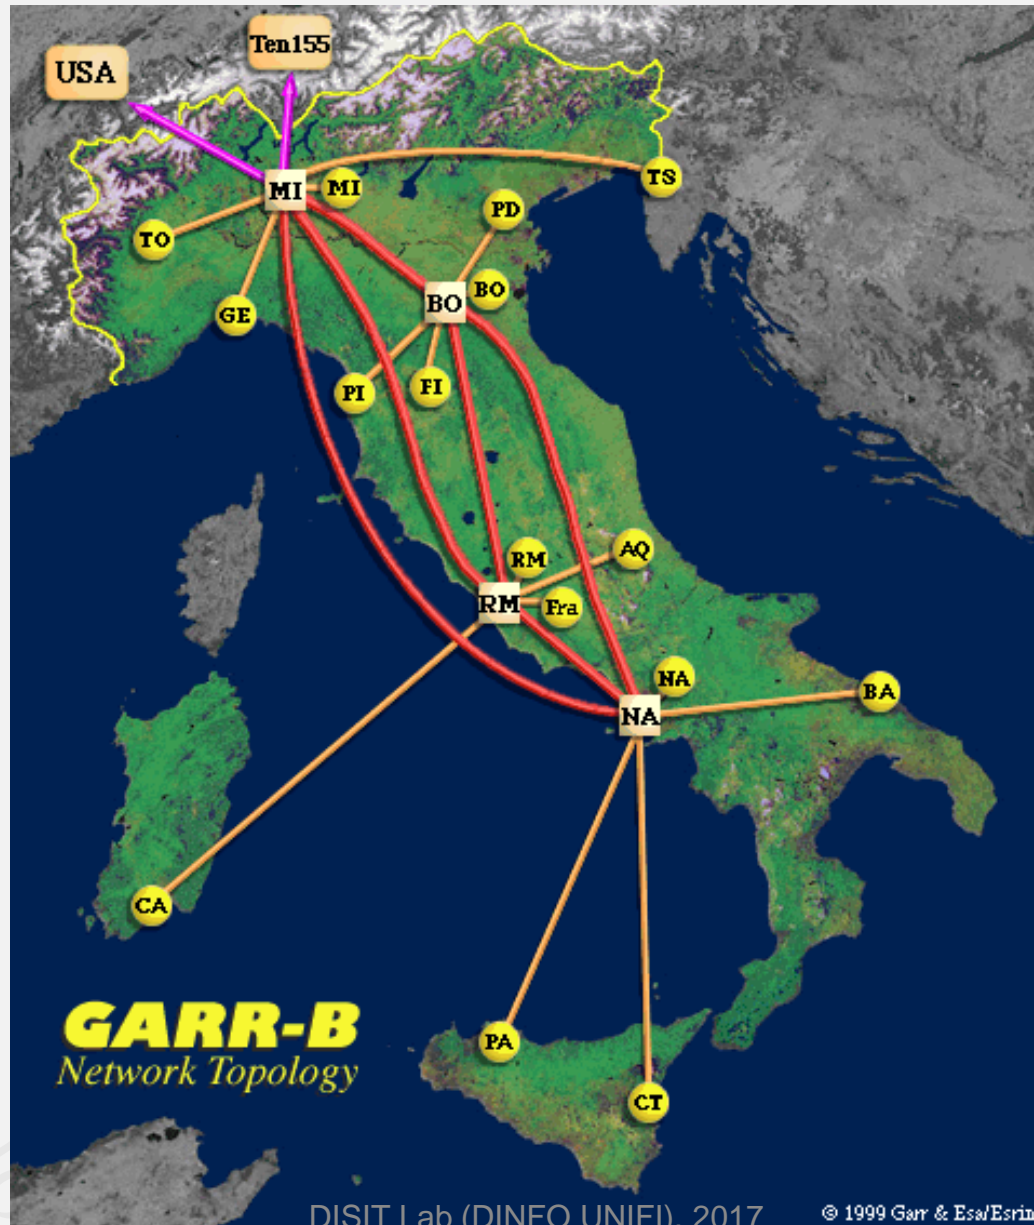 Ten155
USA
MI
MI
TS
PD
TO
BO
BO
GE
PI
FI
RM
AQ
RM
Fra
NA
BA
NA
CA
GARR-B
Network Topology
PA
CT
DISIT Lab (DINFO UNIFI), 2017
© 1999 Garr & Esa/Esrin